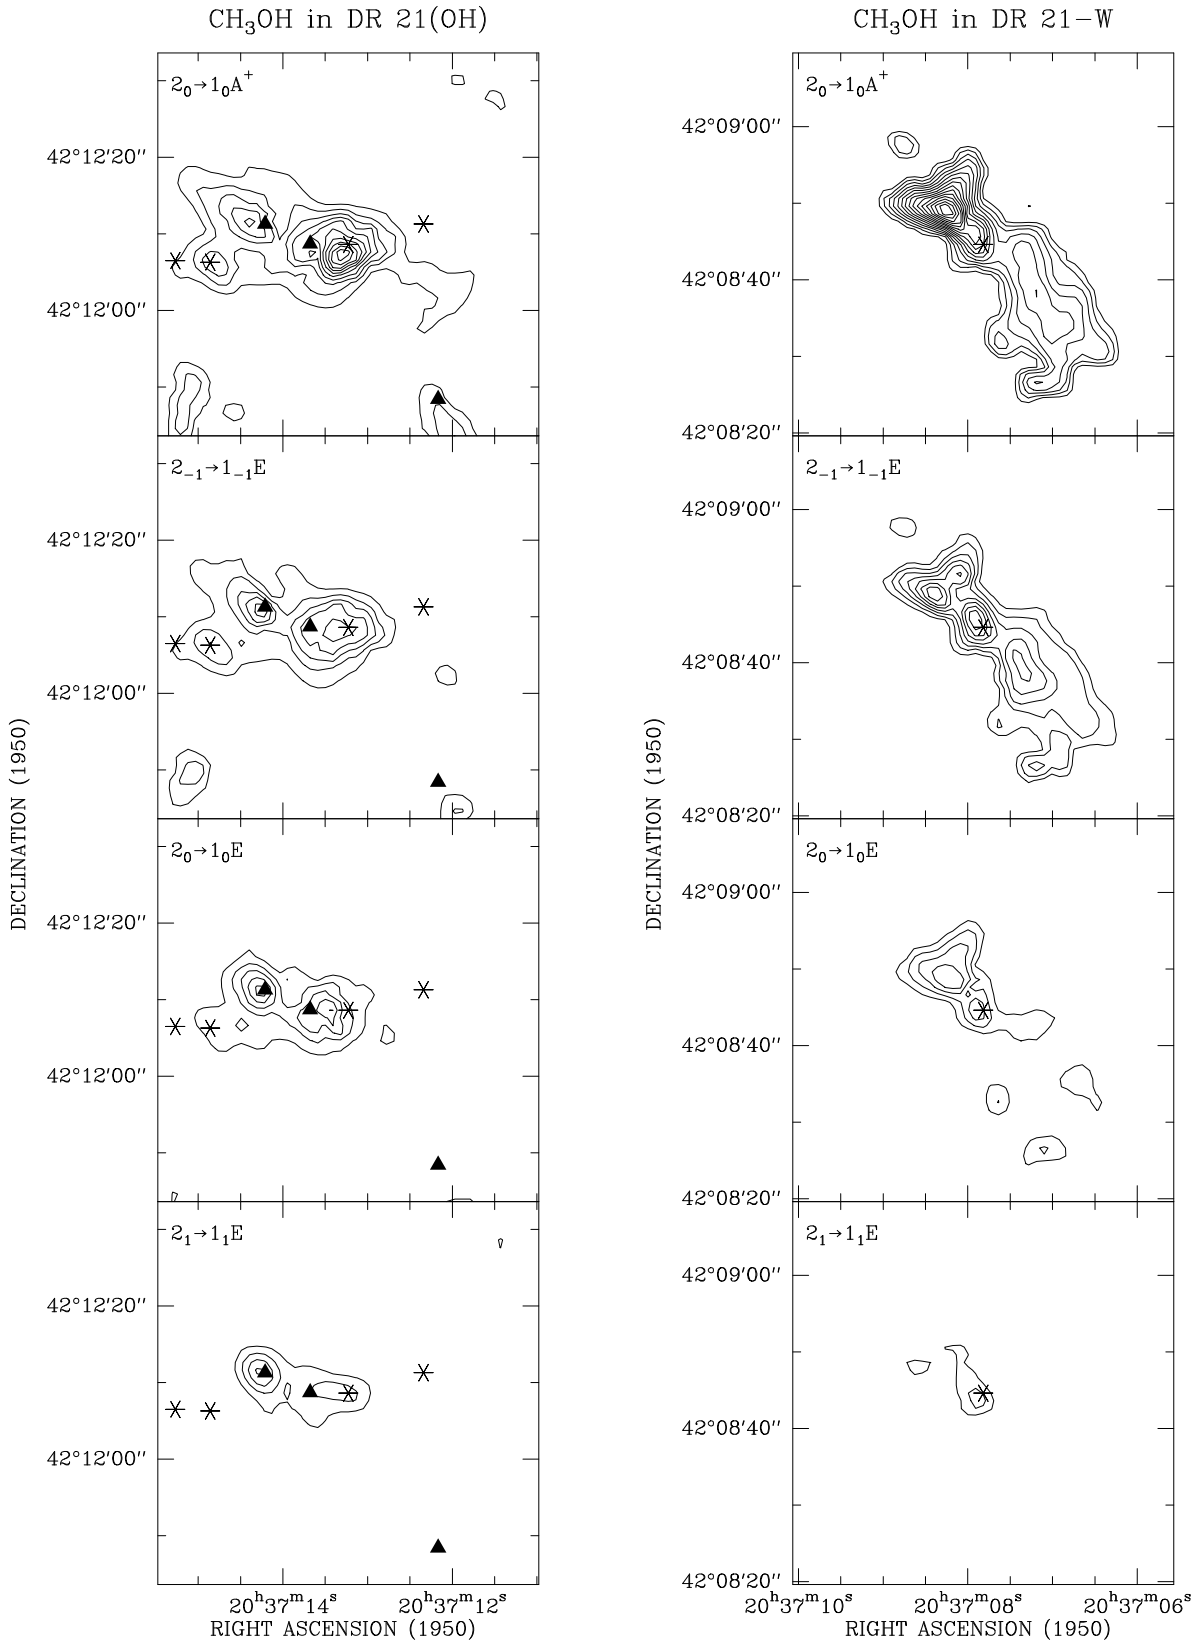 CH₃OH in DR 21(OH)
2₀→1₀A⁺
42°12′20″
42°12′00″
2₋₁→1₋₁E
42°12′20″
42°12′00″
2₀→1₀E
42°12′20″
42°12′00″
2₁→1₁E
42°12′20″
42°12′00″
DECLINATION (1950)
20ʰ37ᵐ14ˢ 20ʰ37ᵐ12ˢ
RIGHT ASCENSION (1950)
CH₃OH in DR 21−W
2₀→1₀A⁺
42°09′00″
42°08′40″
42°08′20″
2₋₁→1₋₁E
42°09′00″
42°08′40″
42°08′20″
2₀→1₀E
42°09′00″
42°08′40″
42°08′20″
2₁→1₁E
42°09′00″
42°08′40″
42°08′20″
DECLINATION (1950)
20ʰ37ᵐ10ˢ 20ʰ37ᵐ08ˢ 20ʰ37ᵐ06ˢ
RIGHT ASCENSION (1950)